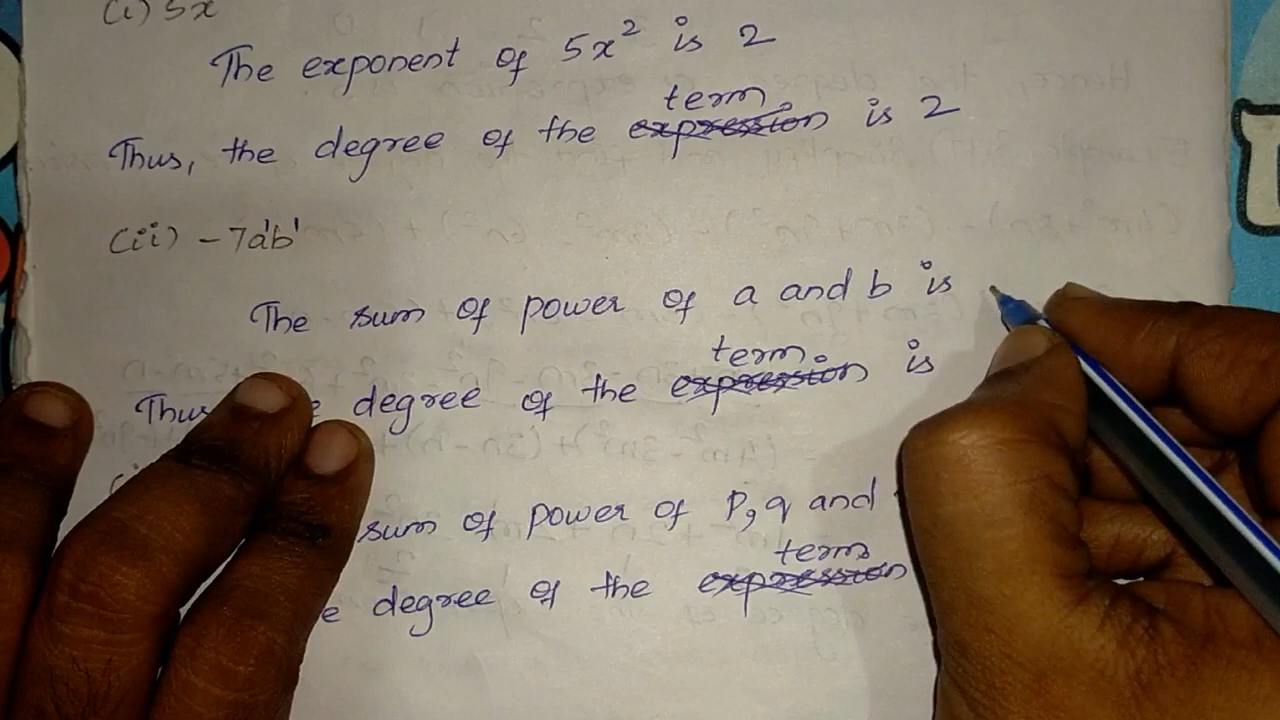 (i) 5x
The exponent of 5x² is 2
term.
Thus, the degree of the expression is 2
(ii) -7a¹b¹
The sum of power of a and b is
term.
Thus degree of the expression is
sum of power of p,q and
term
e degree of the expression